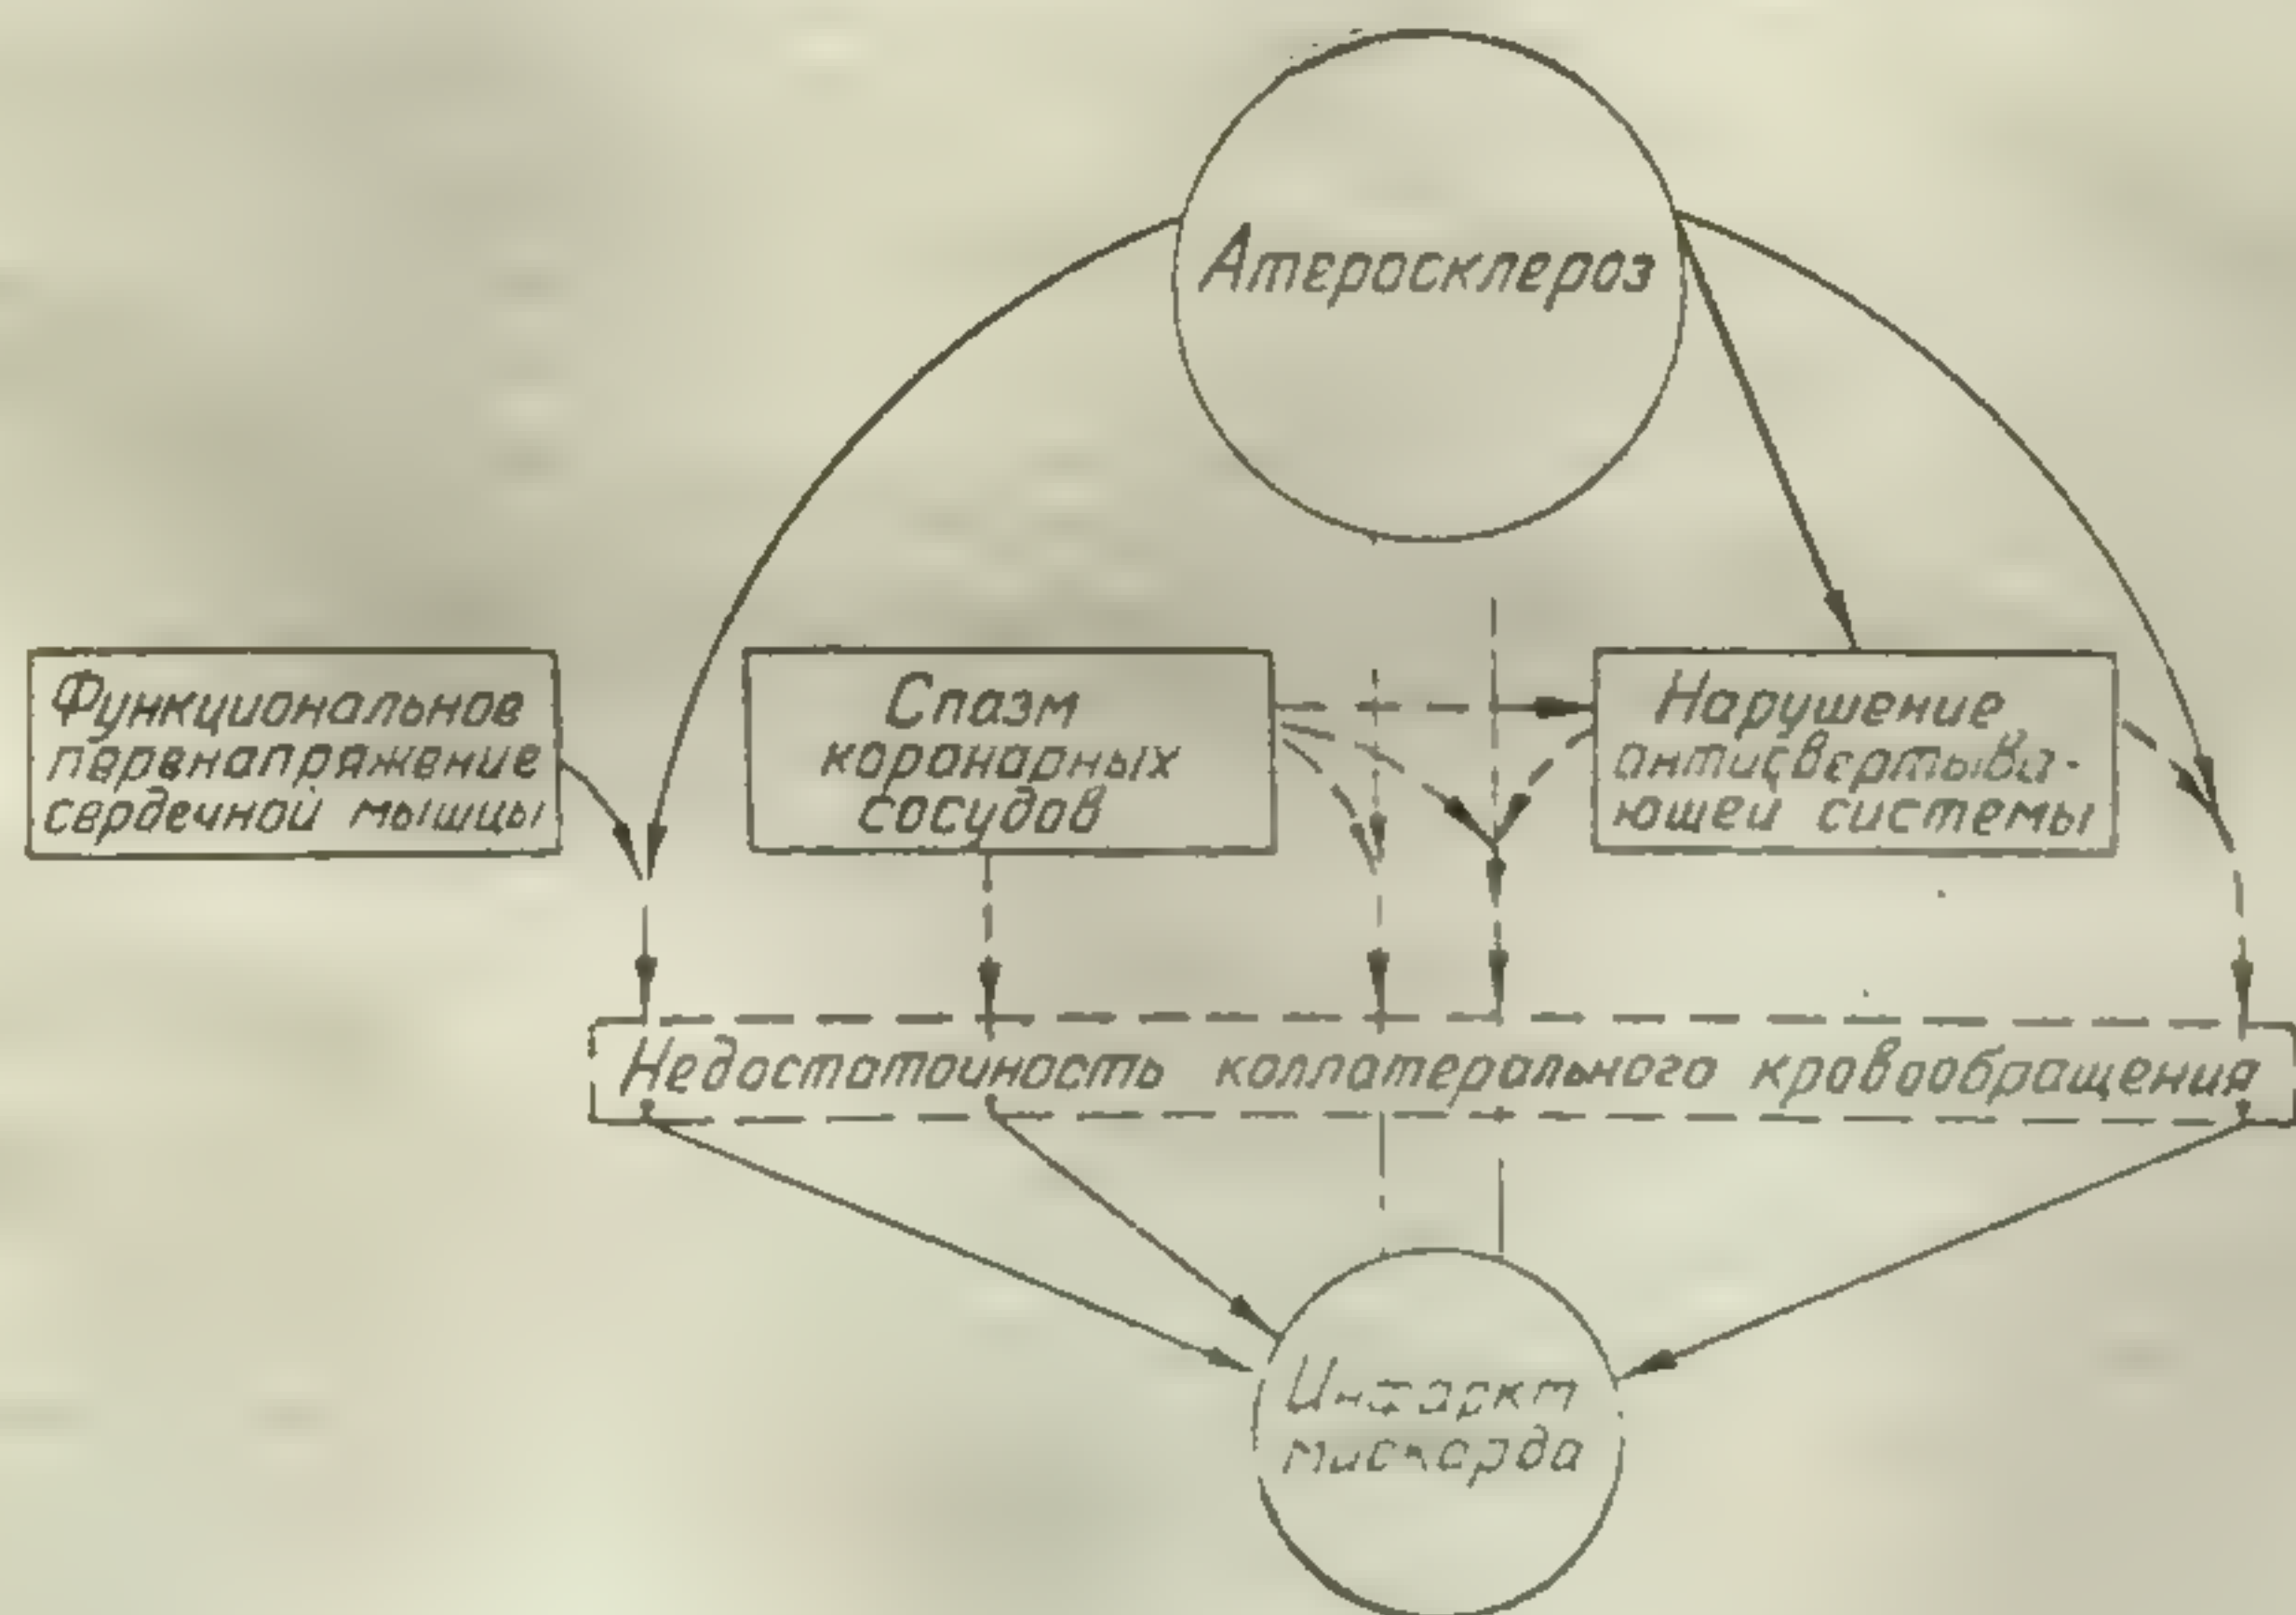 Атеросклероз
Функциональное
перенапряжение
сердечной мышцы
Спазм
коронарных
сосудов
Нарушение
антисвертыва-
ющей системы
Недостаточность коллатерального кровообращения
Инфаркт
миокарда